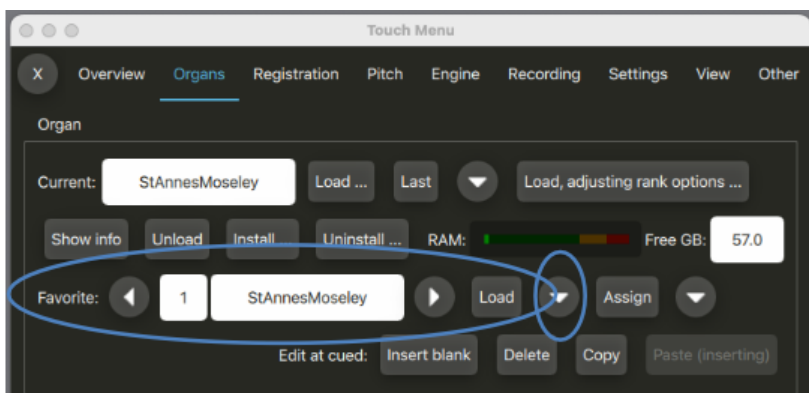 Touch Menu
X Overview Organs Registration Pitch Engine Recording Settings View Other
Organ
Current: StAnnesMoseley Load ... Last Load, adjusting rank options ...
Show info Unload Install... Uninstall ... RAM: Free GB: 57.0
Favorite: 1 StAnnesMoseley Load Assign
Edit at cued: Insert blank Delete Copy Paste (inserting)